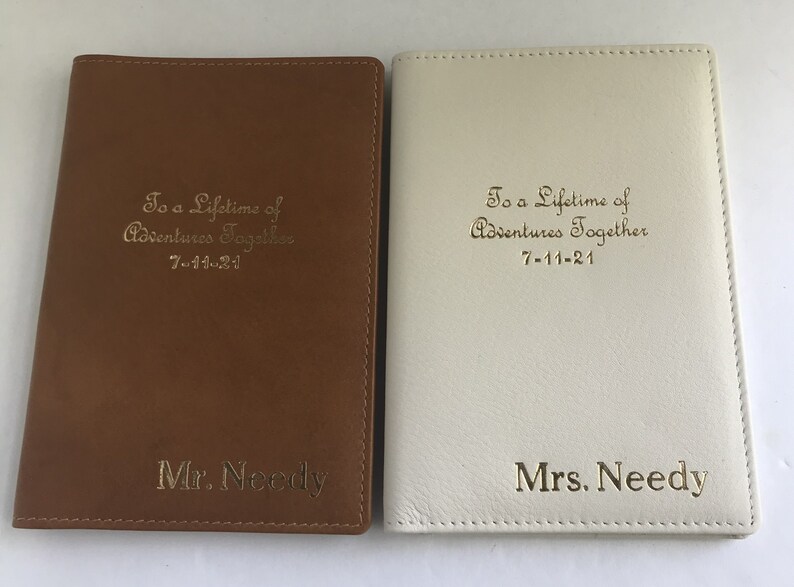 To a Lifetime of
Adventures Together
7-11-21
Mr. Needy
To a Lifetime of
Adventures Together
7-11-21
Mrs. Needy